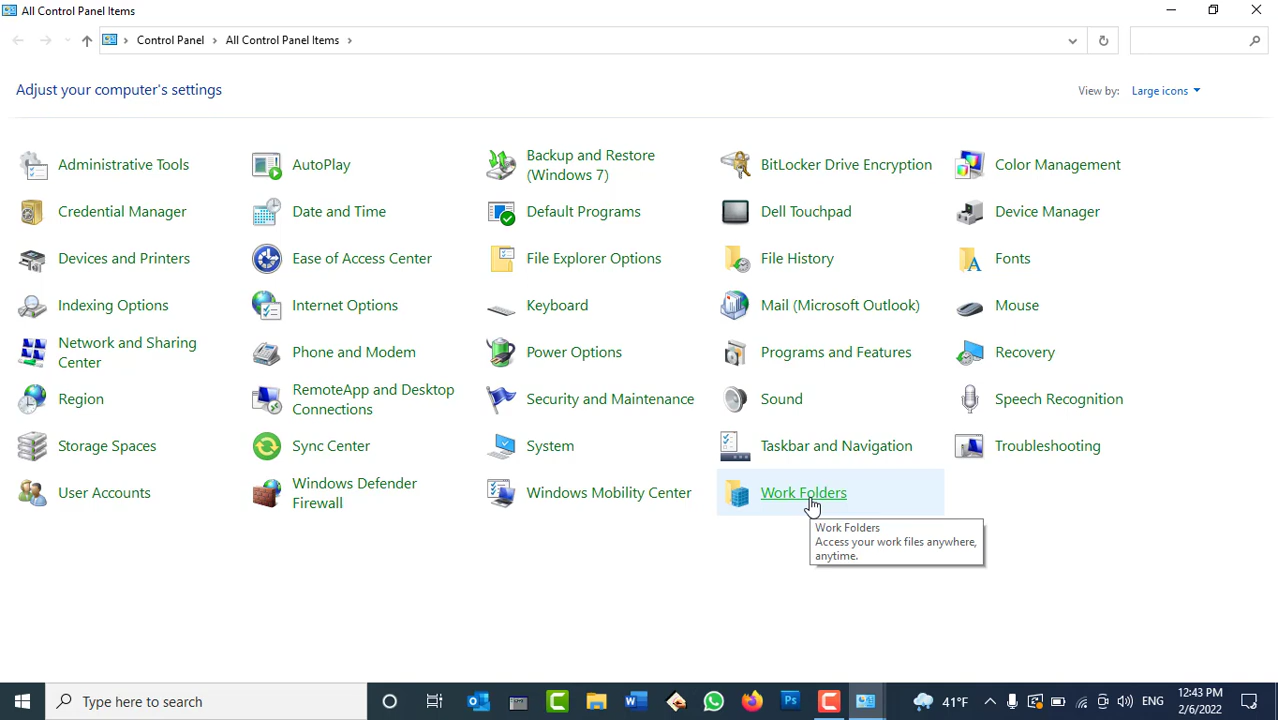 All Control Panel Items
Control Panel > All Control Panel Items >
Adjust your computer's settings
View by: Large icons
Administrative Tools
AutoPlay
Backup and Restore
(Windows 7)
BitLocker Drive Encryption
Color Management
Credential Manager
Date and Time
Default Programs
Dell Touchpad
Device Manager
Devices and Printers
Ease of Access Center
File Explorer Options
File History
Fonts
Indexing Options
Internet Options
Keyboard
Mail (Microsoft Outlook)
Mouse
Network and Sharing
Center
Phone and Modem
Power Options
Programs and Features
Recovery
Region
RemoteApp and Desktop
Connections
Security and Maintenance
Sound
Speech Recognition
Storage Spaces
Sync Center
System
Taskbar and Navigation
Troubleshooting
User Accounts
Windows Defender
Firewall
Windows Mobility Center
Work Folders
Work Folders
Access your work files anywhere,
anytime.
Type here to search
41°F
ENG
12:43 PM
2/6/2022